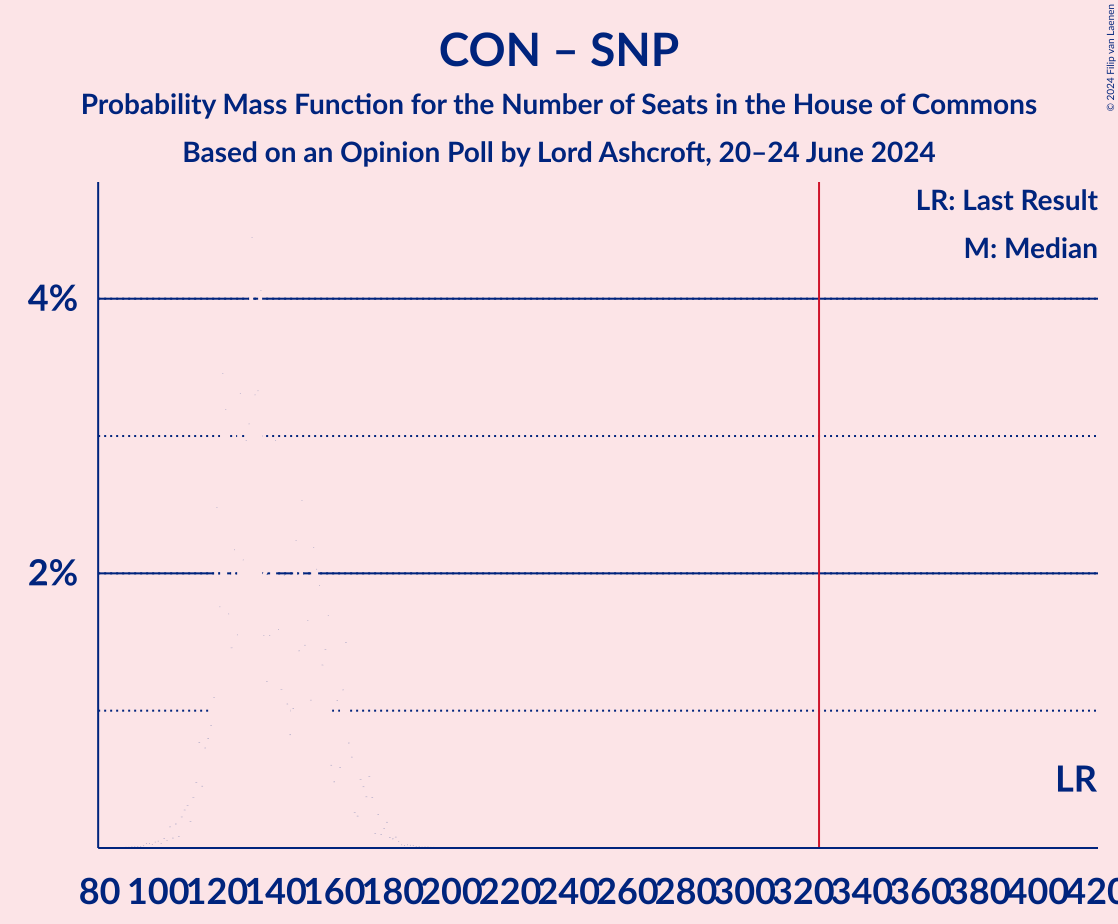 CON – SNP
Probability Mass Function for the Number of Seats in the House of Commons
Based on an Opinion Poll by Lord Ashcroft, 20–24 June 2024
© 2024 Filip van Laenen
LR: Last Result
M: Median
4%
2%
LR
80 100 120 140 160 180 200 220 240 260 280 300 320 340 360 380 400 420